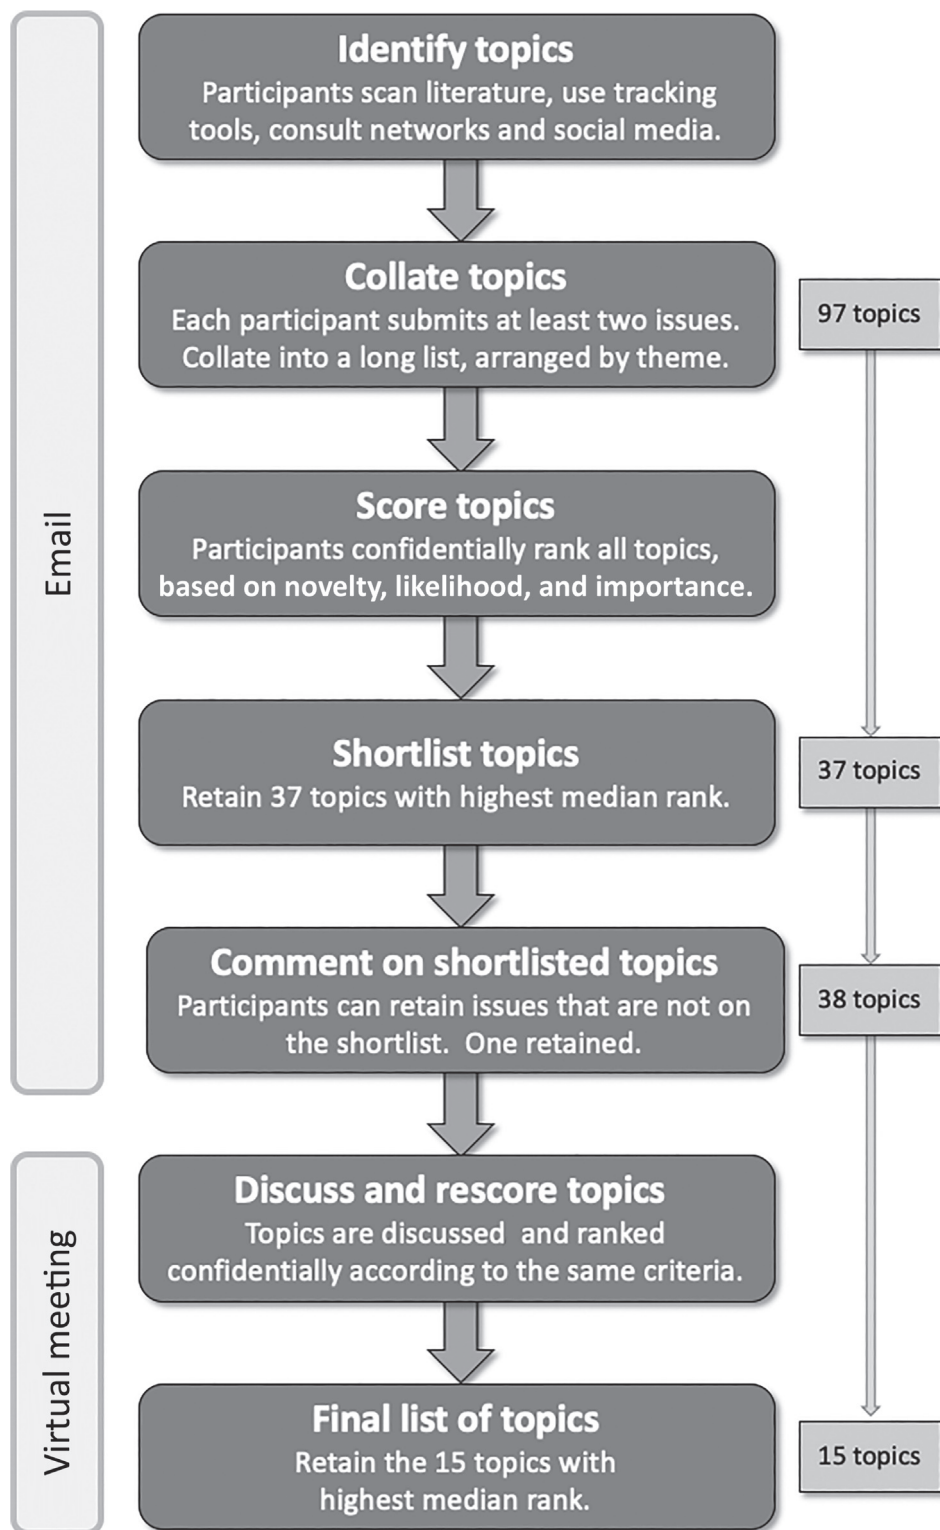 Email
Identify topics
Participants scan literature, use tracking
tools, consult networks and social media.
Collate topics
Each participant submits at least two issues.
Collate into a long list, arranged by theme.
97 topics
Score topics
Participants confidentially rank all topics,
based on novelty, likelihood, and importance.
Shortlist topics
Retain 37 topics with highest median rank.
37 topics
Comment on shortlisted topics
Participants can retain issues that are not on
the shortlist.  One retained.
38 topics
Virtual meeting
Discuss and rescore topics
Topics are discussed  and ranked
confidentially according to the same criteria.
Final list of topics
Retain the 15 topics with
highest median rank.
15 topics